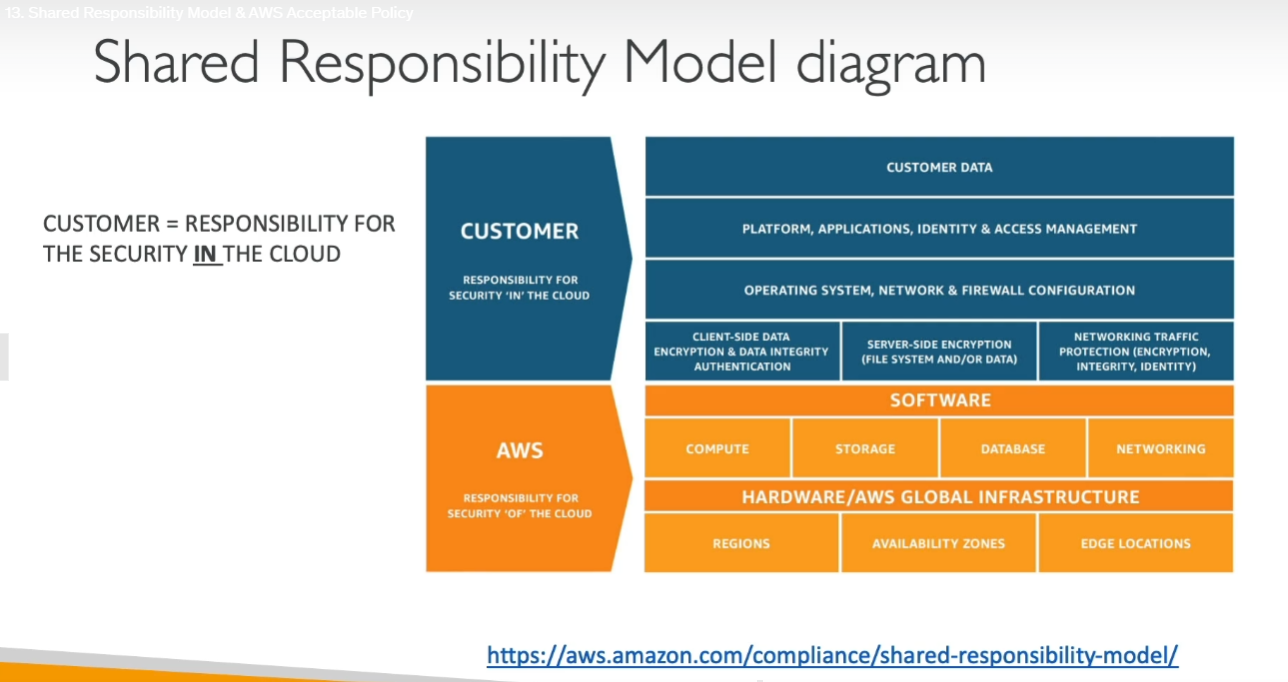 13. Shared Responsibility Model & AWS Acceptable Policy
Shared Responsibility Model diagram
CUSTOMER = RESPONSIBILITY FOR
THE SECURITY IN THE CLOUD
CUSTOMER
RESPONSIBILITY FOR
SECURITY ‘IN’ THE CLOUD
CUSTOMER DATA
PLATFORM, APPLICATIONS, IDENTITY & ACCESS MANAGEMENT
OPERATING SYSTEM, NETWORK & FIREWALL CONFIGURATION
CLIENT-SIDE DATA
ENCRYPTION & DATA INTEGRITY
AUTHENTICATION
SERVER-SIDE ENCRYPTION
(FILE SYSTEM AND/OR DATA)
NETWORKING TRAFFIC
PROTECTION (ENCRYPTION,
INTEGRITY, IDENTITY)
AWS
RESPONSIBILITY FOR
SECURITY ‘OF’ THE CLOUD
SOFTWARE
COMPUTE
STORAGE
DATABASE
NETWORKING
HARDWARE/AWS GLOBAL INFRASTRUCTURE
REGIONS
AVAILABILITY ZONES
EDGE LOCATIONS
https://aws.amazon.com/compliance/shared-responsibility-model/